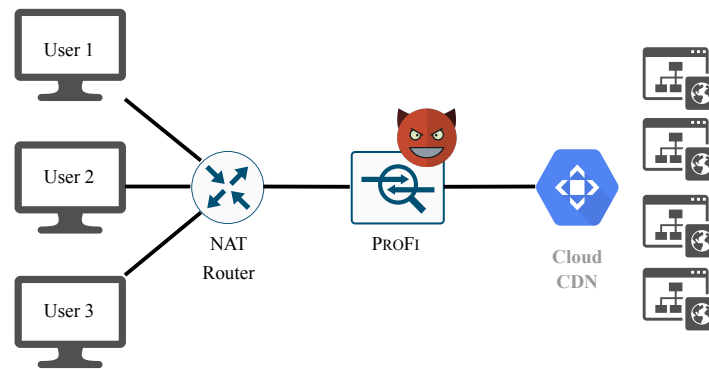 User 1
User 2
User 3
NAT
Router
PROFI
Cloud
CDN